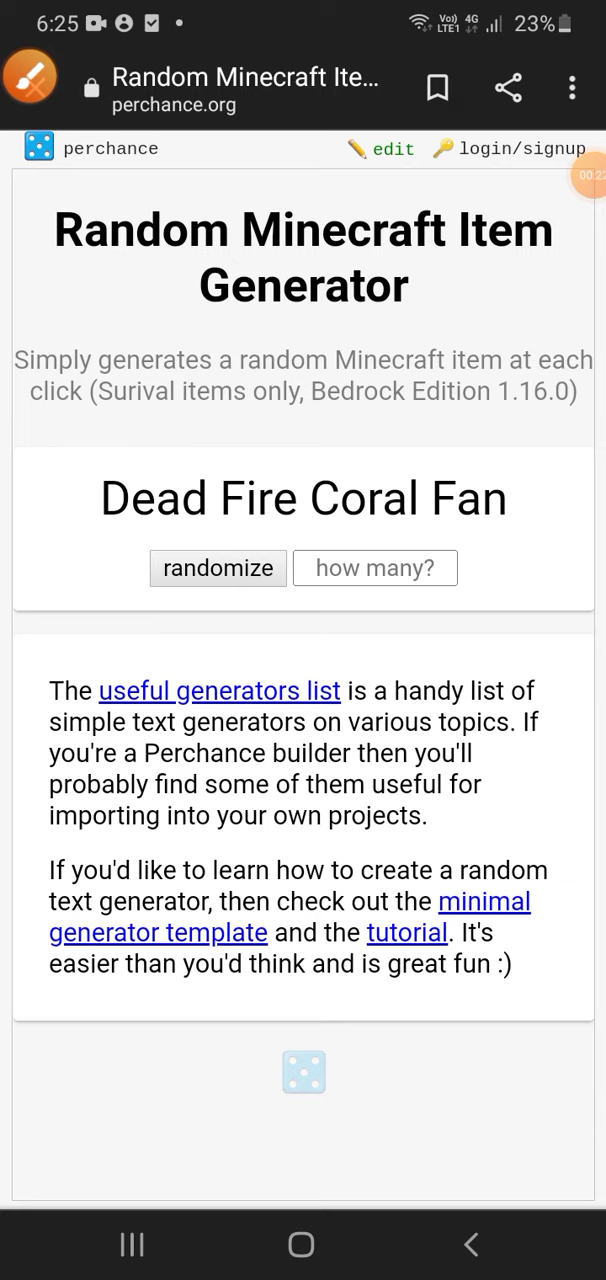 6:25 Vo) 4G LTE1 23%
Random Minecraft Ite...
perchance.org
perchance edit login/signup
00:22
Random Minecraft Item
Generator
Simply generates a random Minecraft item at each
click (Surival items only, Bedrock Edition 1.16.0)
Dead Fire Coral Fan
randomize how many?
The useful generators list is a handy list of
simple text generators on various topics. If
you're a Perchance builder then you'll
probably find some of them useful for
importing into your own projects.
If you'd like to learn how to create a random
text generator, then check out the minimal
generator template and the tutorial. It's
easier than you'd think and is great fun :)